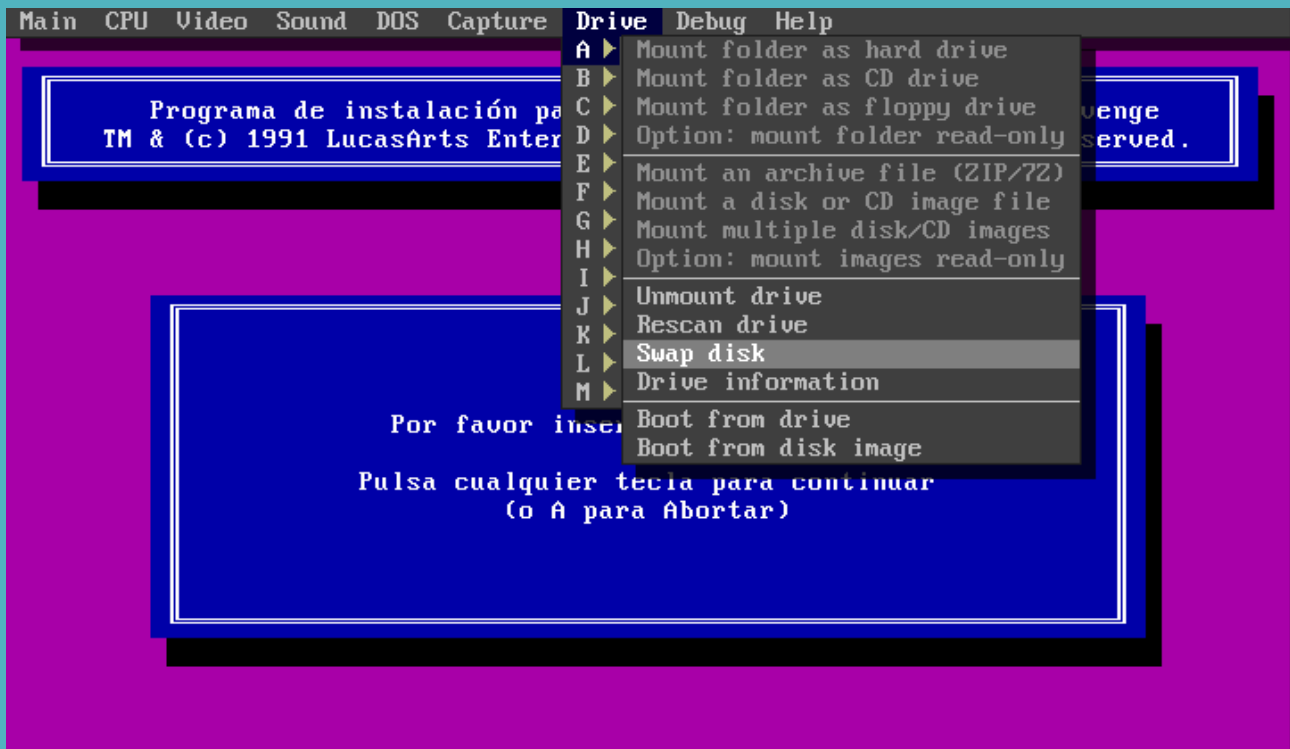 Main CPU Video Sound DOS Capture Drive Debug Help
A
B
C
D
E
F
G
H
I
J
K
L
M
Mount folder as hard drive
Mount folder as CD drive
Mount folder as floppy drive
Option: mount folder read-only
Mount an archive file (ZIP/7Z)
Mount a disk or CD image file
Mount multiple disk/CD images
Option: mount images read-only
Unmount drive
Rescan drive
Swap disk
Drive information
Boot from drive
Boot from disk image
Programa de instalación pa venge
TM & (c) 1991 LucasArts Enter served.
Por favor inser
Pulsa cualquier tecla para continuar
(o A para Abortar)